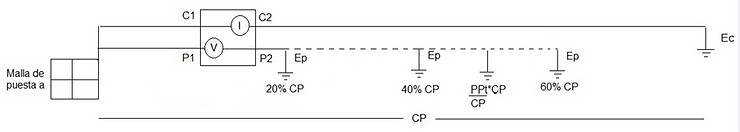 C1
C2
I
Ec
V
P1
P2
Ep
Ep
Ep
Malla de
puesta a
20% CP
40% CP
PPt*CP
CP
60% CP
CP